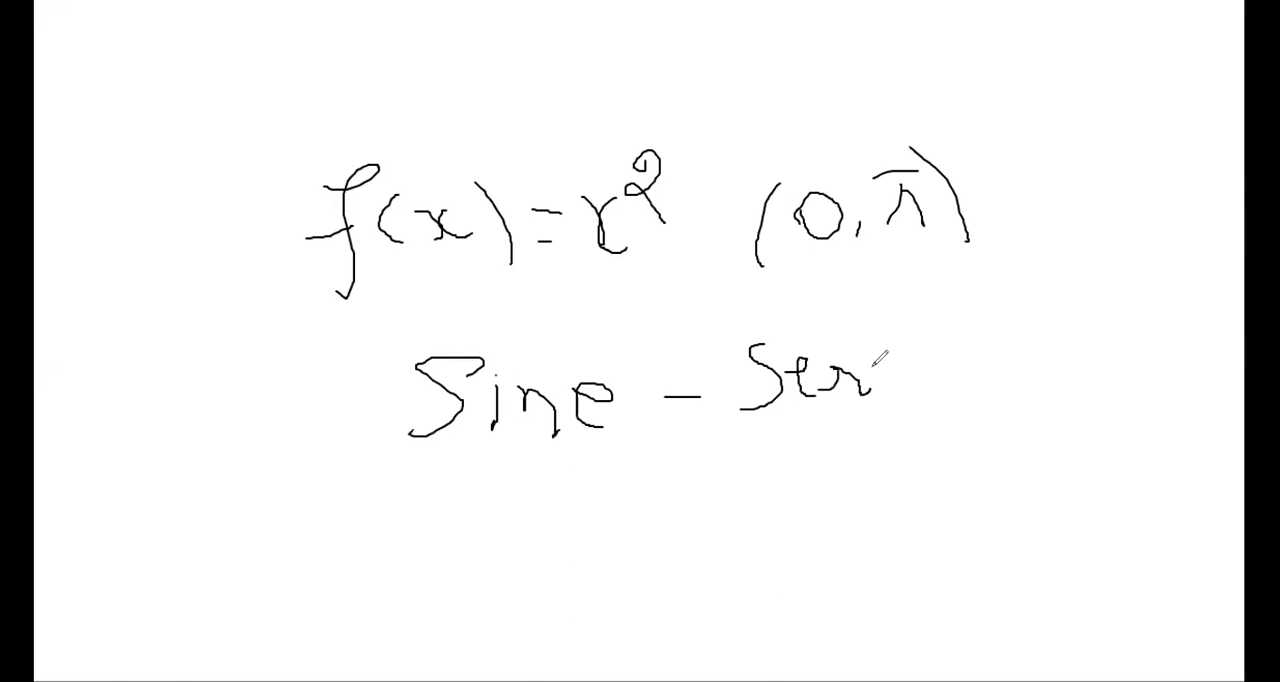 f(x) = x² (0, π)
Sine - Ser